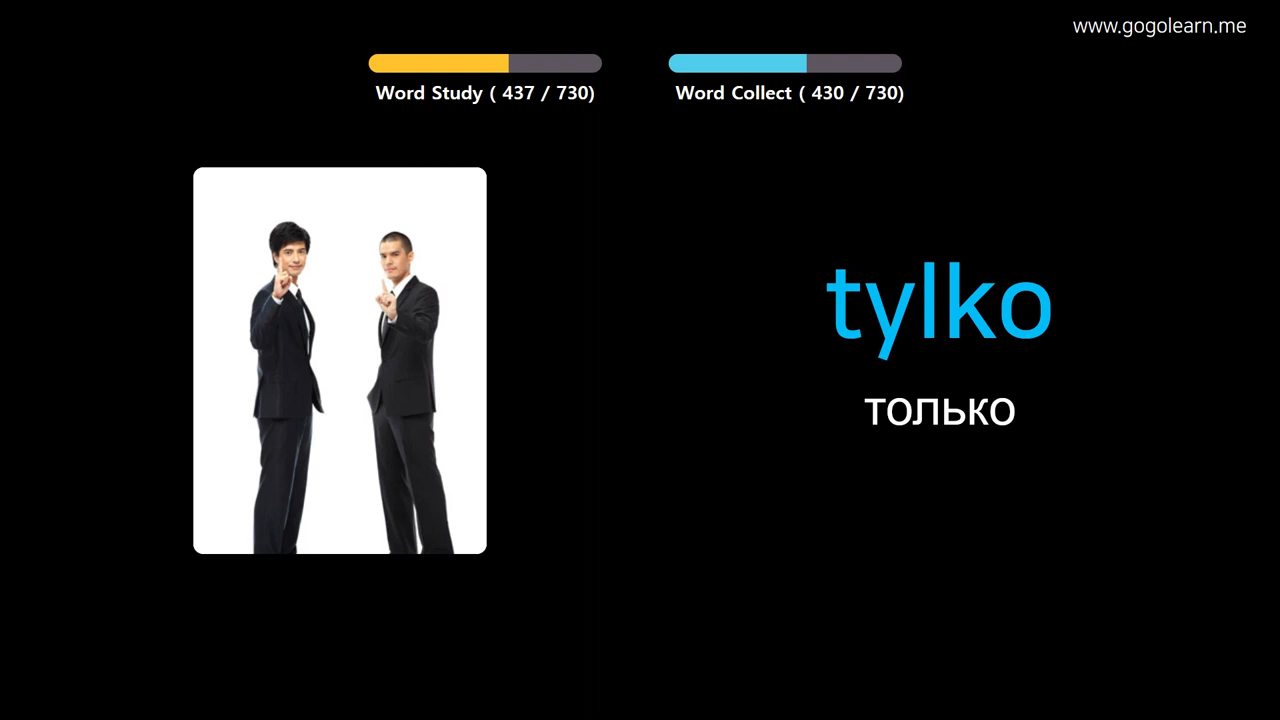 www.gogolearn.me
Word Study ( 437 / 730)
Word Collect ( 430 / 730)
tylko
только